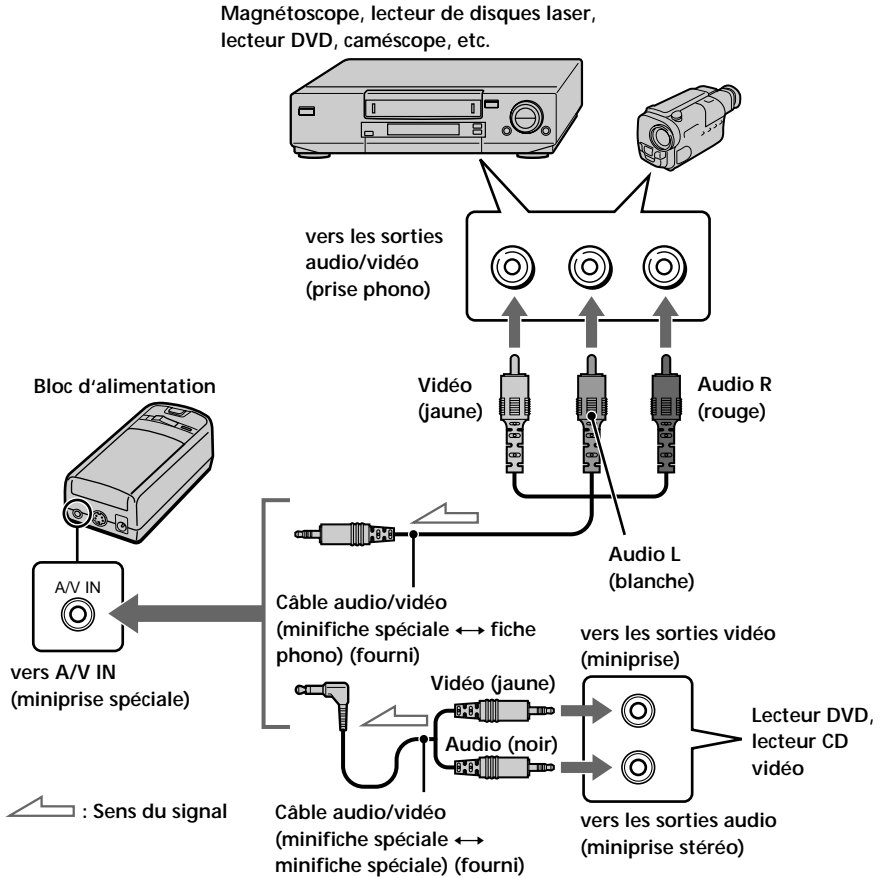 Magnétoscope, lecteur de disques laser,
lecteur DVD, caméscope, etc.
vers les sorties
audio/vidéo
(prise phono)
Bloc d'alimentation
Vidéo
(jaune)
Audio R
(rouge)
Audio L
(blanche)
A/V IN
vers A/V IN
(miniprise spéciale)
Câble audio/vidéo
(minifiche spéciale ⟷ fiche
phono) (fourni)
vers les sorties vidéo
(miniprise)
Vidéo (jaune)
Audio (noir)
Lecteur DVD,
lecteur CD
vidéo
: Sens du signal
Câble audio/vidéo
(minifiche spéciale ⟷
minifiche spéciale) (fourni)
vers les sorties audio
(miniprise stéréo)